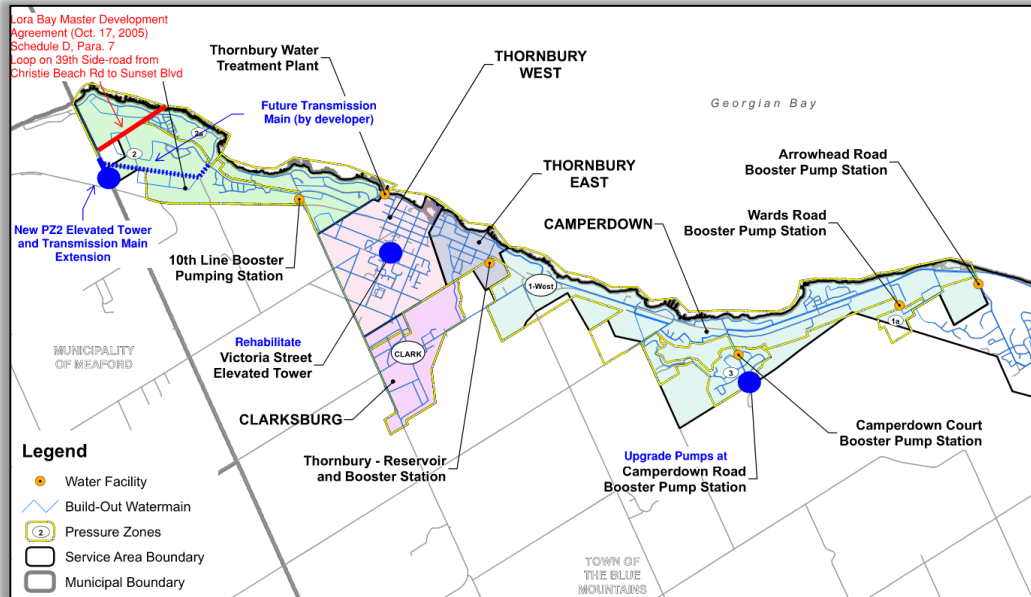 Lora Bay Master Development
Agreement (Oct. 17, 2005)
Schedule D, Para. 7
Loop on 39th Side-road from
Christie Beach Rd to Sunset Blvd
Thornbury Water
Treatment Plant
THORNBURY
WEST
Georgian Bay
Future Transmission
Main (by developer)
2a
2
THORNBURY
EAST
Arrowhead Road
Booster Pump Station
CAMPERDOWN
Wards Road
Booster Pump Station
New PZ2 Elevated Tower
and Transmission Main
Extension
10th Line Booster
Pumping Station
1-West
1a
MUNICIPALITY
OF MEAFORD
Rehabilitate
Victoria Street
Elevated Tower
CLARK
3
CLARKSBURG
Camperdown Court
Booster Pump Station
Thornbury - Reservoir
and Booster Station
Upgrade Pumps at
Camperdown Road
Booster Pump Station
Legend
Water Facility
Build-Out Watermain
2
Pressure Zones
Service Area Boundary
Municipal Boundary
TOWN OF
THE BLUE
MOUNTAINS